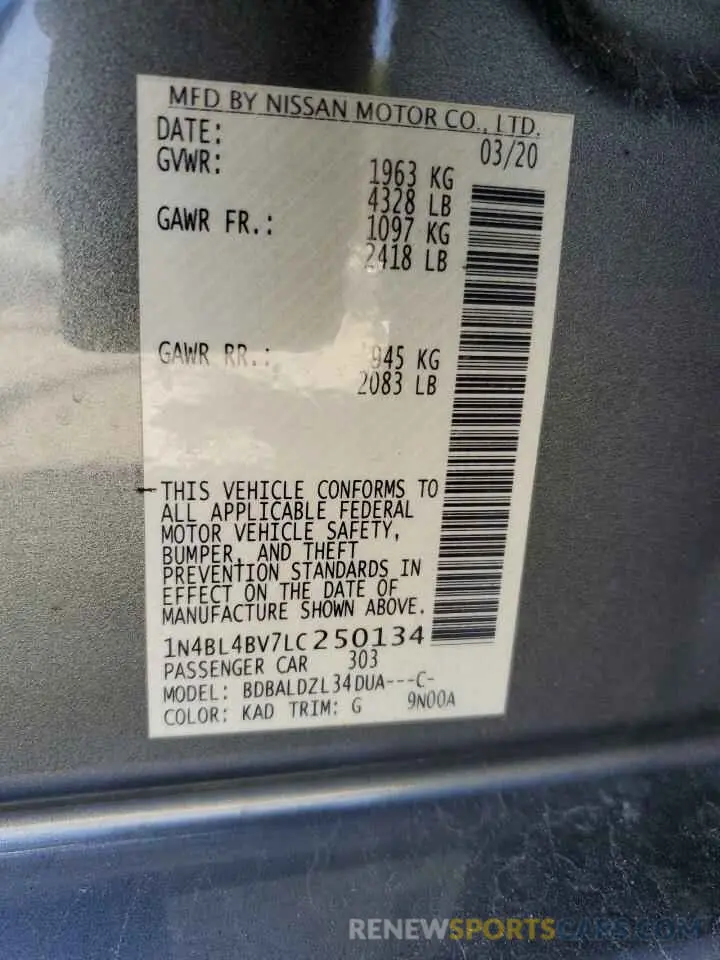 MFD BY NISSAN MOTOR CO., LTD.
DATE: 03/20
GVWR: 1963 KG
4328 LB
GAWR FR.: 1097 KG
2418 LB
GAWR RR.: 945 KG
2083 LB
THIS VEHICLE CONFORMS TO
ALL APPLICABLE FEDERAL
MOTOR VEHICLE SAFETY,
BUMPER, AND THEFT
PREVENTION STANDARDS IN
EFFECT ON THE DATE OF
MANUFACTURE SHOWN ABOVE.
1N4BL4BV7LC250134
PASSENGER CAR 303
MODEL: BDBALDZL34DUA---C-
COLOR: KAD TRIM: G 9N00A
RENEWSPORTSCARS.COM